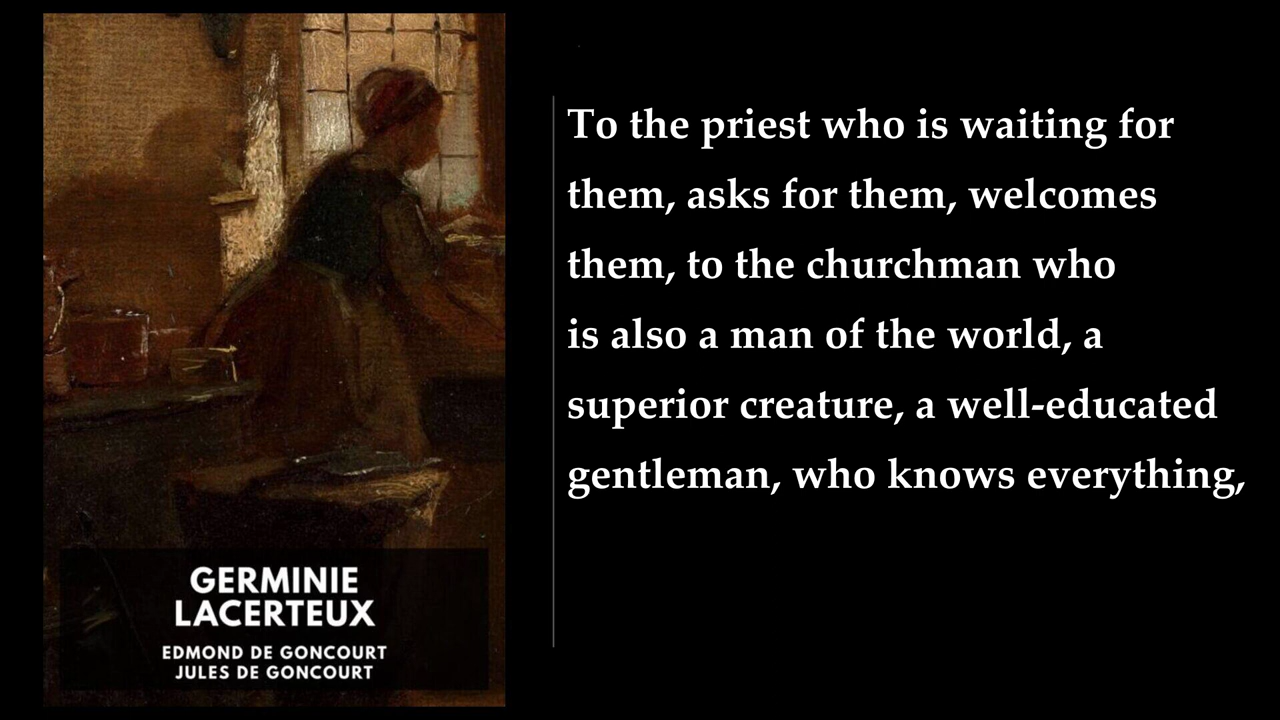 To the priest who is waiting for
them, asks for them, welcomes
them, to the churchman who
is also a man of the world, a
superior creature, a well-educated
gentleman, who knows everything,
GERMINIE
LACERTEUX
EDMOND DE GONCOURT
JULES DE GONCOURT